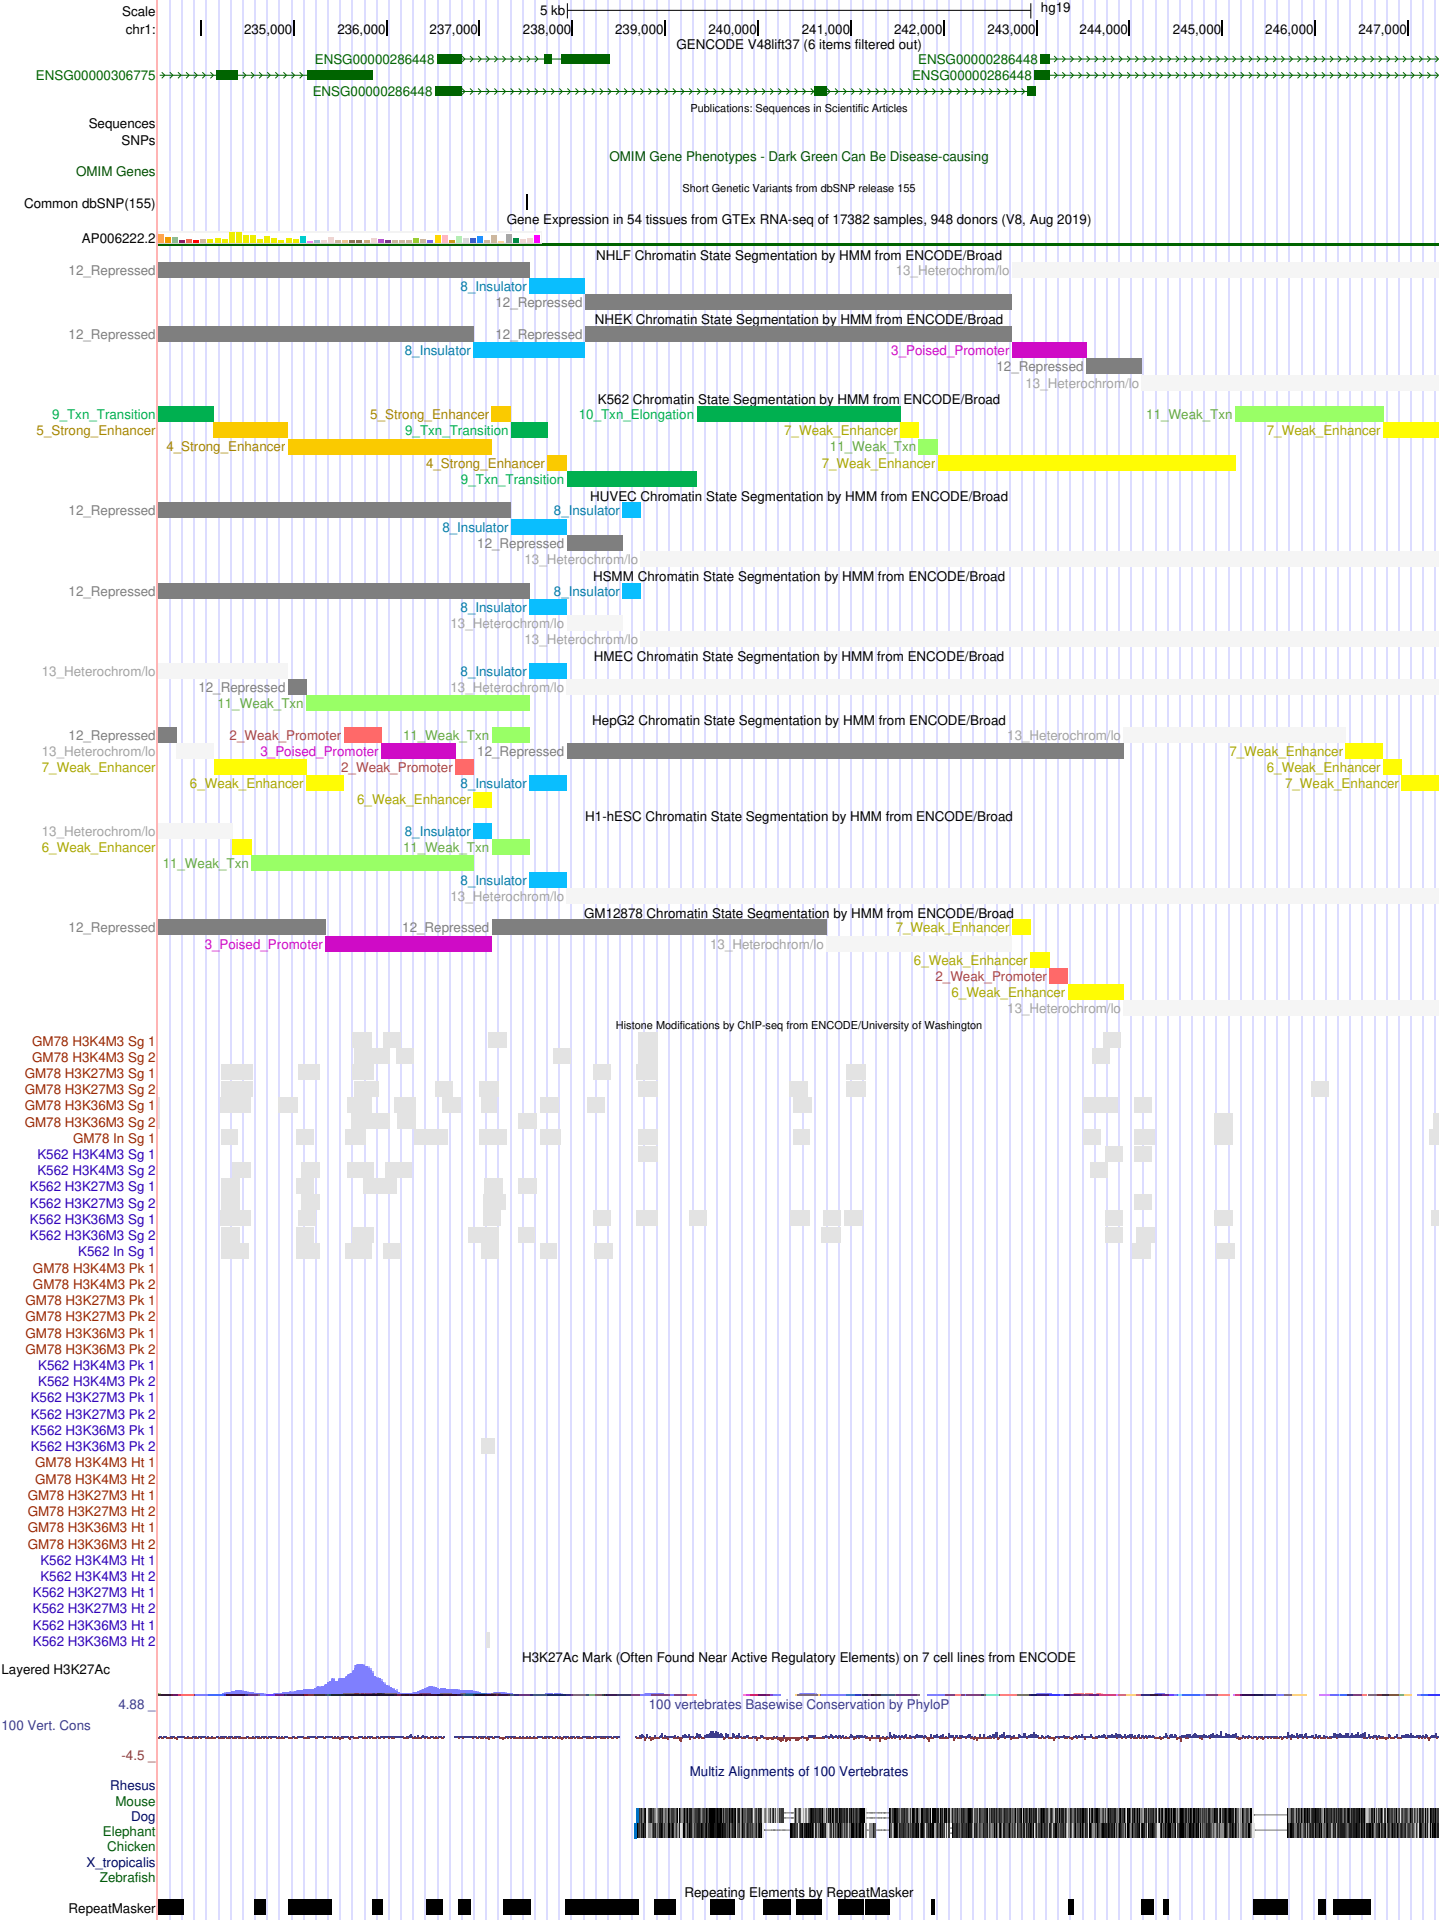 Scale 5 kb hg19
chr1: 235,000 236,000 237,000 238,000 239,000 240,000 241,000 242,000 243,000 244,000 245,000 246,000 247,000
GENCODE V48lift37 (6 items filtered out)
ENSG00000286448 ENSG00000286448
ENSG00000306775 ENSG00000286448
ENSG00000286448
Publications: Sequences in Scientific Articles
Sequences
SNPs
OMIM Gene Phenotypes - Dark Green Can Be Disease-causing
OMIM Genes
Short Genetic Variants from dbSNP release 155
Common dbSNP(155)
Gene Expression in 54 tissues from GTEx RNA-seq of 17382 samples, 948 donors (V8, Aug 2019)
AP006222.2
NHLF Chromatin State Segmentation by HMM from ENCODE/Broad
12_Repressed 13_Heterochrom/lo
8_Insulator
12_Repressed
NHEK Chromatin State Segmentation by HMM from ENCODE/Broad
12_Repressed 12_Repressed
8_Insulator 3_Poised_Promoter
12_Repressed
13_Heterochrom/lo
K562 Chromatin State Segmentation by HMM from ENCODE/Broad
9_Txn_Transition 5_Strong_Enhancer 10_Txn_Elongation 11_Weak_Txn
5_Strong_Enhancer 9_Txn_Transition 7_Weak_Enhancer 7_Weak_Enhancer
4_Strong_Enhancer 11_Weak_Txn
4_Strong_Enhancer 7_Weak_Enhancer
9_Txn_Transition
HUVEC Chromatin State Segmentation by HMM from ENCODE/Broad
12_Repressed 8_Insulator
8_Insulator
12_Repressed
13_Heterochrom/lo
HSMM Chromatin State Segmentation by HMM from ENCODE/Broad
12_Repressed 8_Insulator
8_Insulator
13_Heterochrom/lo
13_Heterochrom/lo
HMEC Chromatin State Segmentation by HMM from ENCODE/Broad
13_Heterochrom/lo 8_Insulator
12_Repressed 13_Heterochrom/lo
11_Weak_Txn
HepG2 Chromatin State Segmentation by HMM from ENCODE/Broad
12_Repressed 2_Weak_Promoter 11_Weak_Txn 13_Heterochrom/lo
13_Heterochrom/lo 3_Poised_Promoter 12_Repressed 7_Weak_Enhancer
7_Weak_Enhancer 2_Weak_Promoter 6_Weak_Enhancer
6_Weak_Enhancer 8_Insulator 7_Weak_Enhancer
6_Weak_Enhancer
H1-hESC Chromatin State Segmentation by HMM from ENCODE/Broad
13_Heterochrom/lo 8_Insulator
6_Weak_Enhancer 11_Weak_Txn
11_Weak_Txn
8_Insulator
13_Heterochrom/lo
GM12878 Chromatin State Segmentation by HMM from ENCODE/Broad
12_Repressed 12_Repressed 7_Weak_Enhancer
3_Poised_Promoter 13_Heterochrom/lo
6_Weak_Enhancer
2_Weak_Promoter
6_Weak_Enhancer
13_Heterochrom/lo
Histone Modifications by ChIP-seq from ENCODE/University of Washington
GM78 H3K4M3 Sg 1
GM78 H3K4M3 Sg 2
GM78 H3K27M3 Sg 1
GM78 H3K27M3 Sg 2
GM78 H3K36M3 Sg 1
GM78 H3K36M3 Sg 2
GM78 In Sg 1
K562 H3K4M3 Sg 1
K562 H3K4M3 Sg 2
K562 H3K27M3 Sg 1
K562 H3K27M3 Sg 2
K562 H3K36M3 Sg 1
K562 H3K36M3 Sg 2
K562 In Sg 1
GM78 H3K4M3 Pk 1
GM78 H3K4M3 Pk 2
GM78 H3K27M3 Pk 1
GM78 H3K27M3 Pk 2
GM78 H3K36M3 Pk 1
GM78 H3K36M3 Pk 2
K562 H3K4M3 Pk 1
K562 H3K4M3 Pk 2
K562 H3K27M3 Pk 1
K562 H3K27M3 Pk 2
K562 H3K36M3 Pk 1
K562 H3K36M3 Pk 2
GM78 H3K4M3 Ht 1
GM78 H3K4M3 Ht 2
GM78 H3K27M3 Ht 1
GM78 H3K27M3 Ht 2
GM78 H3K36M3 Ht 1
GM78 H3K36M3 Ht 2
K562 H3K4M3 Ht 1
K562 H3K4M3 Ht 2
K562 H3K27M3 Ht 1
K562 H3K27M3 Ht 2
K562 H3K36M3 Ht 1
K562 H3K36M3 Ht 2
H3K27Ac Mark (Often Found Near Active Regulatory Elements) on 7 cell lines from ENCODE
Layered H3K27Ac
100 vertebrates Basewise Conservation by PhyloP
4.88 _
100 Vert. Cons
-4.5 _
Multiz Alignments of 100 Vertebrates
Rhesus
Mouse
Dog
Elephant
Chicken
X_tropicalis
Zebrafish
Repeating Elements by RepeatMasker
RepeatMasker